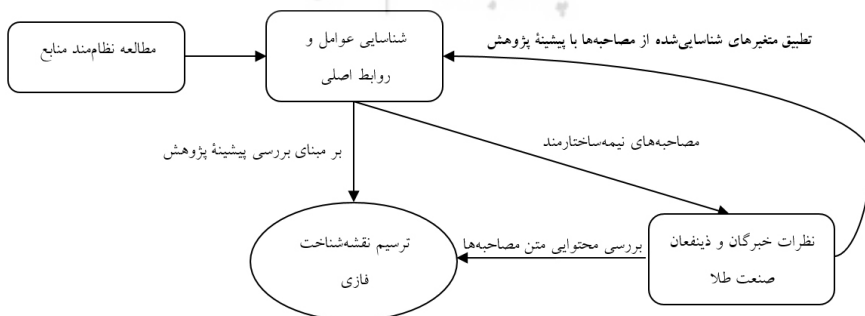 مطالعه نظام‌مند منابع
شناسایی عوامل و
روابط اصلی
تطبیق متغیرهای شناسایی‌شده از مصاحبه‌ها با پیشینهٔ پژوهش
بر مبنای بررسی پیشینهٔ پژوهش
مصاحبه‌های نیمه‌ساختارمند
نظرات خبرگان و ذینفعان
صنعت طلا
بررسی محتوایی متن مصاحبه‌ها
ترسیم نقشه‌شناخت
فازی